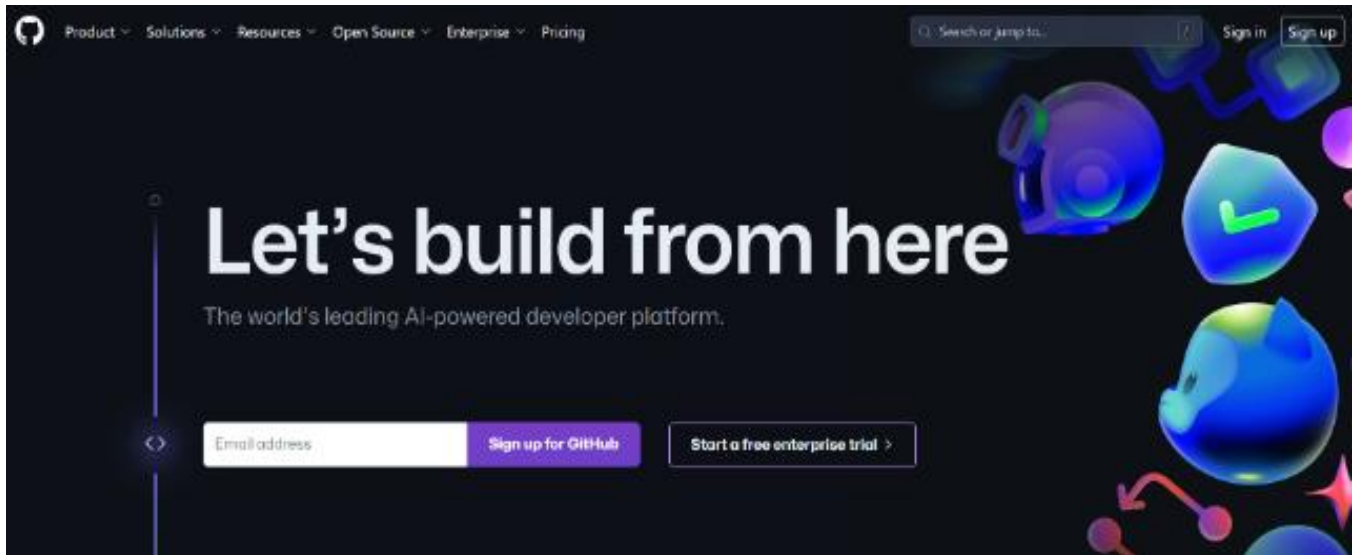 Product Solutions Resources Open Source Enterprise Pricing Search or jump to... / Sign in Sign up
Let's build from here
The world's leading AI-powered developer platform.
<> Email address Sign up for GitHub Start a free enterprise trial >